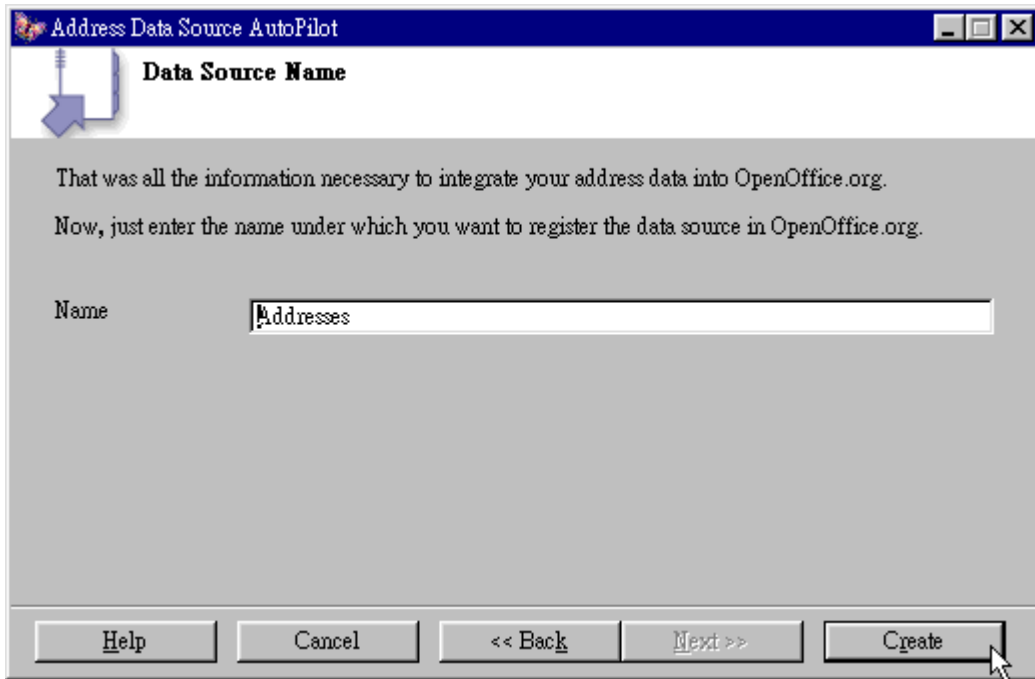 Address Data Source AutoPilot
Data Source Name
That was all the information necessary to integrate your address data into OpenOffice.org.
Now, just enter the name under which you want to register the data source in OpenOffice.org.
Name
Addresses
Help
Cancel
<< Back
Next >>
Create